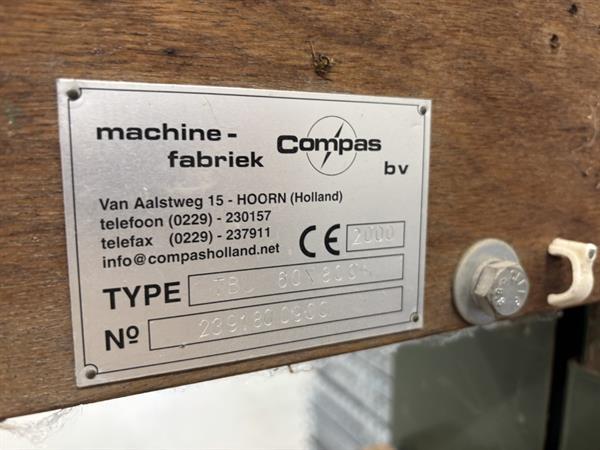 machine-
fabriek Compas
bv
Van Aalstweg 15 - HOORN (Holland)
telefoon (0229) - 230157
telefax (0229) - 237911
info@compasholland.net
CE 2000
TYPE
Nº